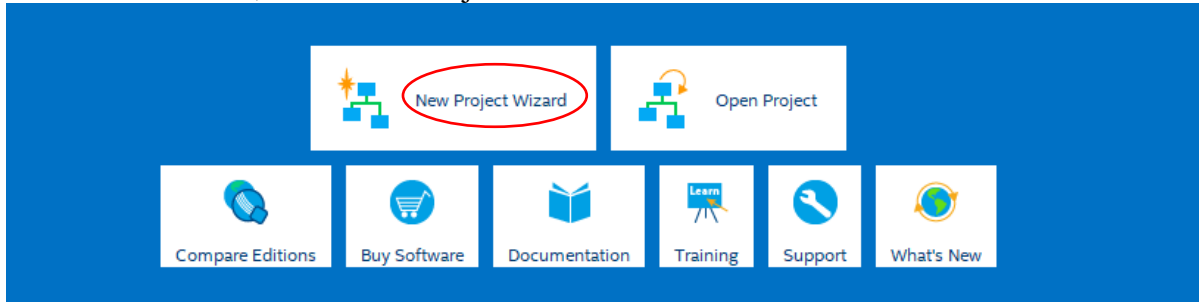 New Project Wizard
Open Project
Learn
Compare Editions
Buy Software
Documentation
Training
Support
What's New